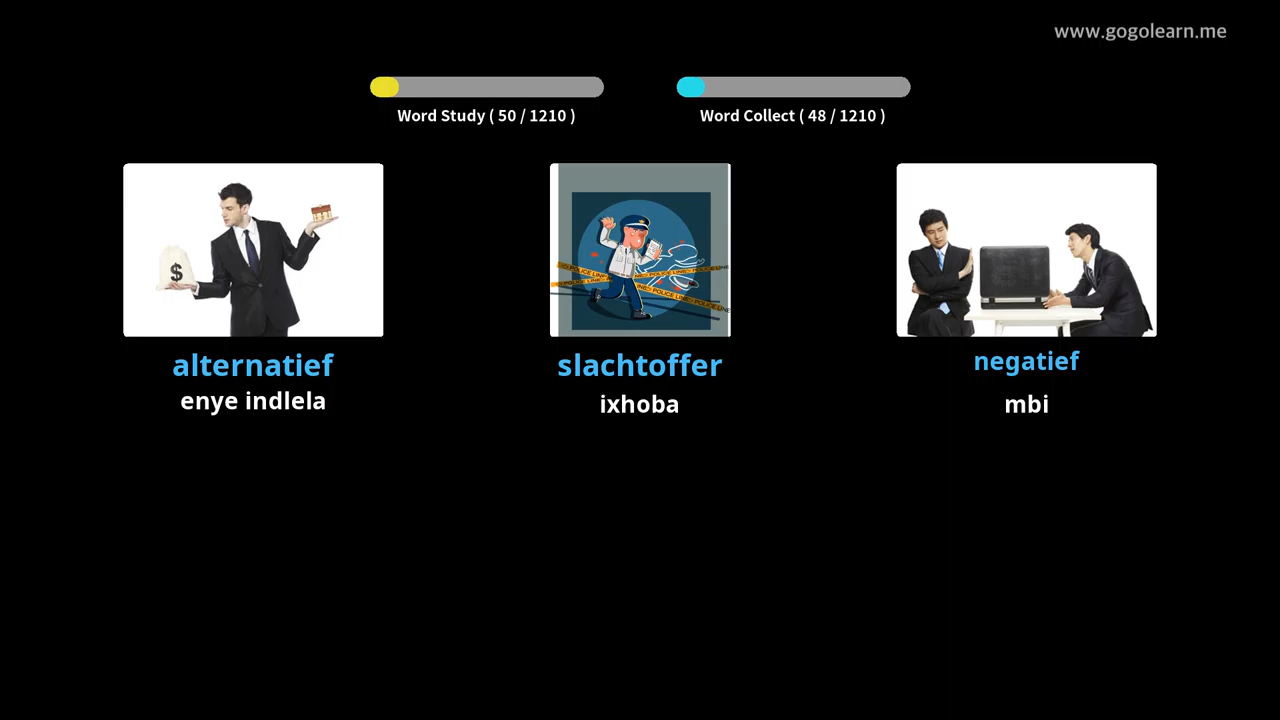 www.gogolearn.me
Word Study ( 50 / 1210 )
Word Collect ( 48 / 1210 )
$
alternatief
enye indlela
slachtoffer
ixhoba
negatief
mbi